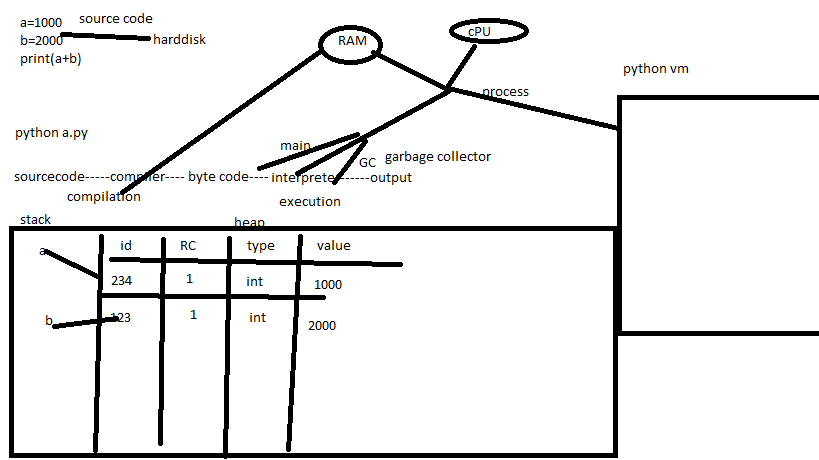 a=1000 source code
b=2000 harddisk
print(a+b)
RAM
cPU
python vm
process
python a.py
main
GC garbage collector
sourcecode-----compiler---- byte code---- interpreter-------output
compilation
execution
stack
heap
id RC type value
a
234 1 int 1000
b 123 1 int 2000